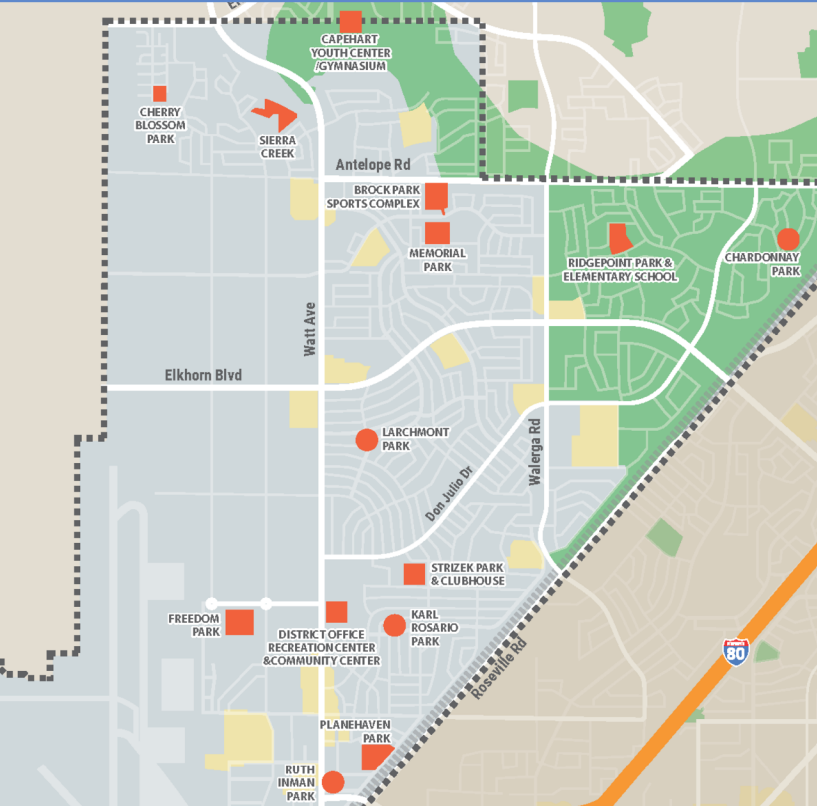 CAPEHART
YOUTH CENTER
/GYMNASIUM
CHERRY
BLOSSOM
PARK
SIERRA
CREEK
Antelope Rd
BROCK PARK
SPORTS COMPLEX
MEMORIAL
PARK
RIDGEPOINT PARK &
ELEMENTARY SCHOOL
CHARDONNAY
PARK
Watt Ave
Elkhorn Blvd
LARCHMONT
PARK
Don Julio Dr
Walerga Rd
STRIZEK PARK
& CLUBHOUSE
FREEDOM
PARK
DISTRICT OFFICE
RECREATION CENTER
&COMMUNITY CENTER
KARL
ROSARIO
PARK
Roseville Rd
80
PLANEHAVEN
PARK
RUTH
INMAN
PARK